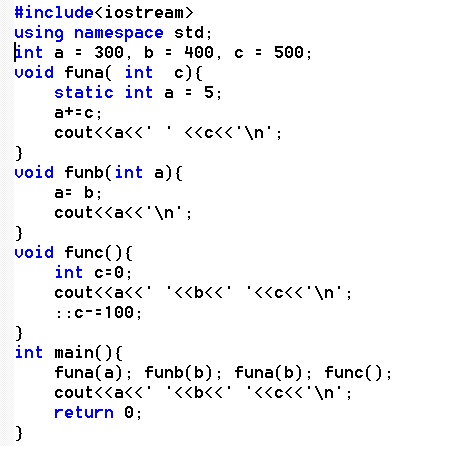 #include<iostream>
using namespace std;
int a = 300, b = 400, c = 500;
void funa( int  c){
    static int a = 5;
    a+=c;
    cout<<a<<' ' <<c<<'\n';
}
void funb(int a){
    a= b;
    cout<<a<<'\n';
}
void func(){
    int c=0;
    cout<<a<<' '<<b<<' '<<c<<'\n';
    ::c-=100;
}
int main(){
    funa(a); funb(b); funa(b); func();
    cout<<a<<' '<<b<<' '<<c<<'\n';
    return 0;
}